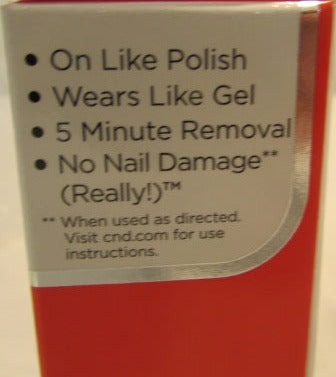 • On Like Polish
• Wears Like Gel
• 5 Minute Removal
• No Nail Damage**
(Really!)™
** When used as directed.
Visit cnd.com for use
instructions.